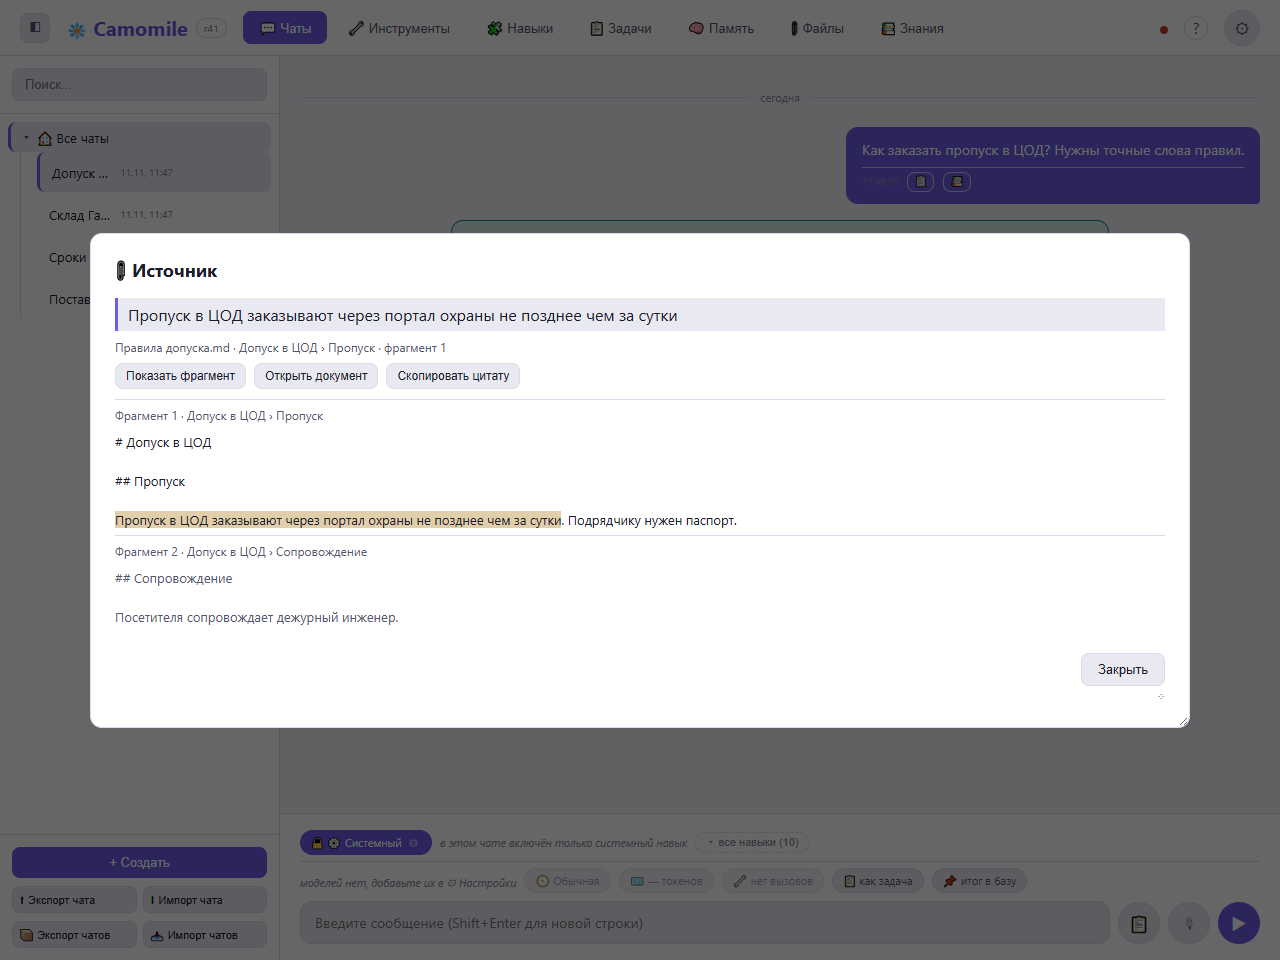 Camomile r41 Чаты Инструменты Навыки Задачи Память Файлы Знания ?
Поиск...
Все чаты
Допуск ... 11.11, 11:47
Склад Га... 11.11, 11:47
Сроки
Постав
сегодня
Как заказать пропуск в ЦОД? Нужны точные слова правил.
Источник
Пропуск в ЦОД заказывают через портал охраны не позднее чем за сутки
Правила допуска.md · Допуск в ЦОД › Пропуск · фрагмент 1
Показать фрагмент Открыть документ Скопировать цитату
Фрагмент 1 · Допуск в ЦОД › Пропуск
# Допуск в ЦОД
## Пропуск
Пропуск в ЦОД заказывают через портал охраны не позднее чем за сутки. Подрядчику нужен паспорт.
Фрагмент 2 · Допуск в ЦОД › Сопровождение
## Сопровождение
Посетителя сопровождает дежурный инженер.
Закрыть
Системный в этом чате включён только системный навык все навыки (10)
моделей нет, добавьте их в Настройки Обычная — токенов нет вызовов как задача итог в базу
Введите сообщение (Shift+Enter для новой строки)
+ Создать
Экспорт чата Импорт чата
Экспорт чатов Импорт чатов